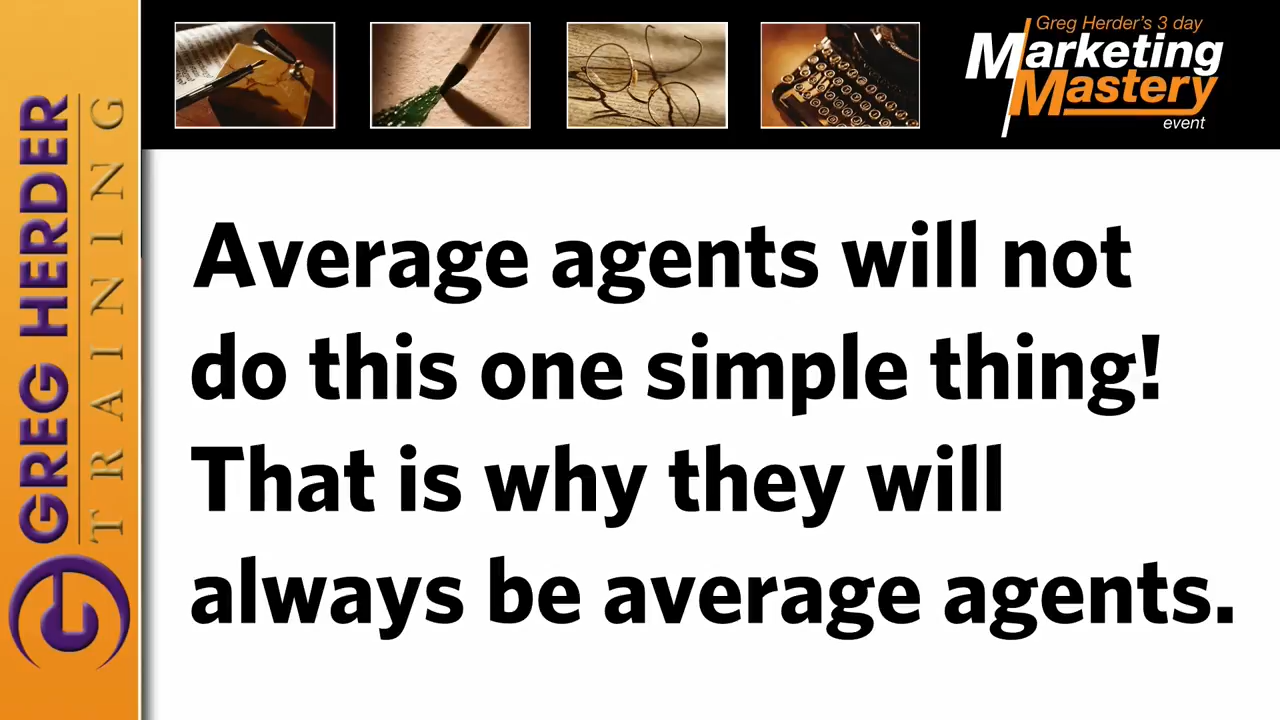 GREG HERDER
TRAINING
Greg Herder's 3 day
Marketing
Mastery
event
Average agents will not
do this one simple thing!
That is why they will
always be average agents.